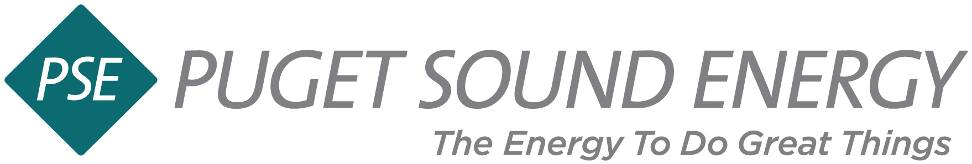 PSE PUGET SOUND ENERGY
The Energy To Do Great Things